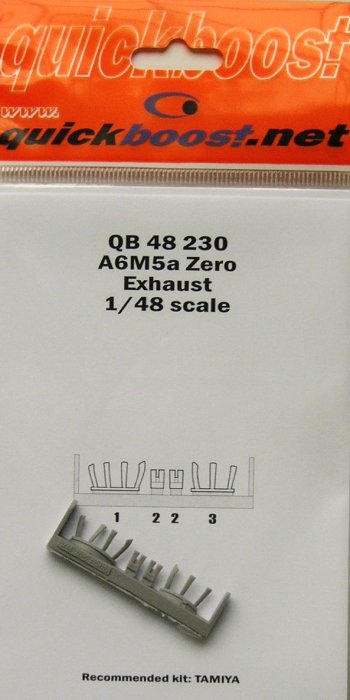 quickboost
www.
quickboost.net
QB 48 230
A6M5a Zero
Exhaust
1/48 scale
1 2 2 3
Recommended kit: TAMIYA